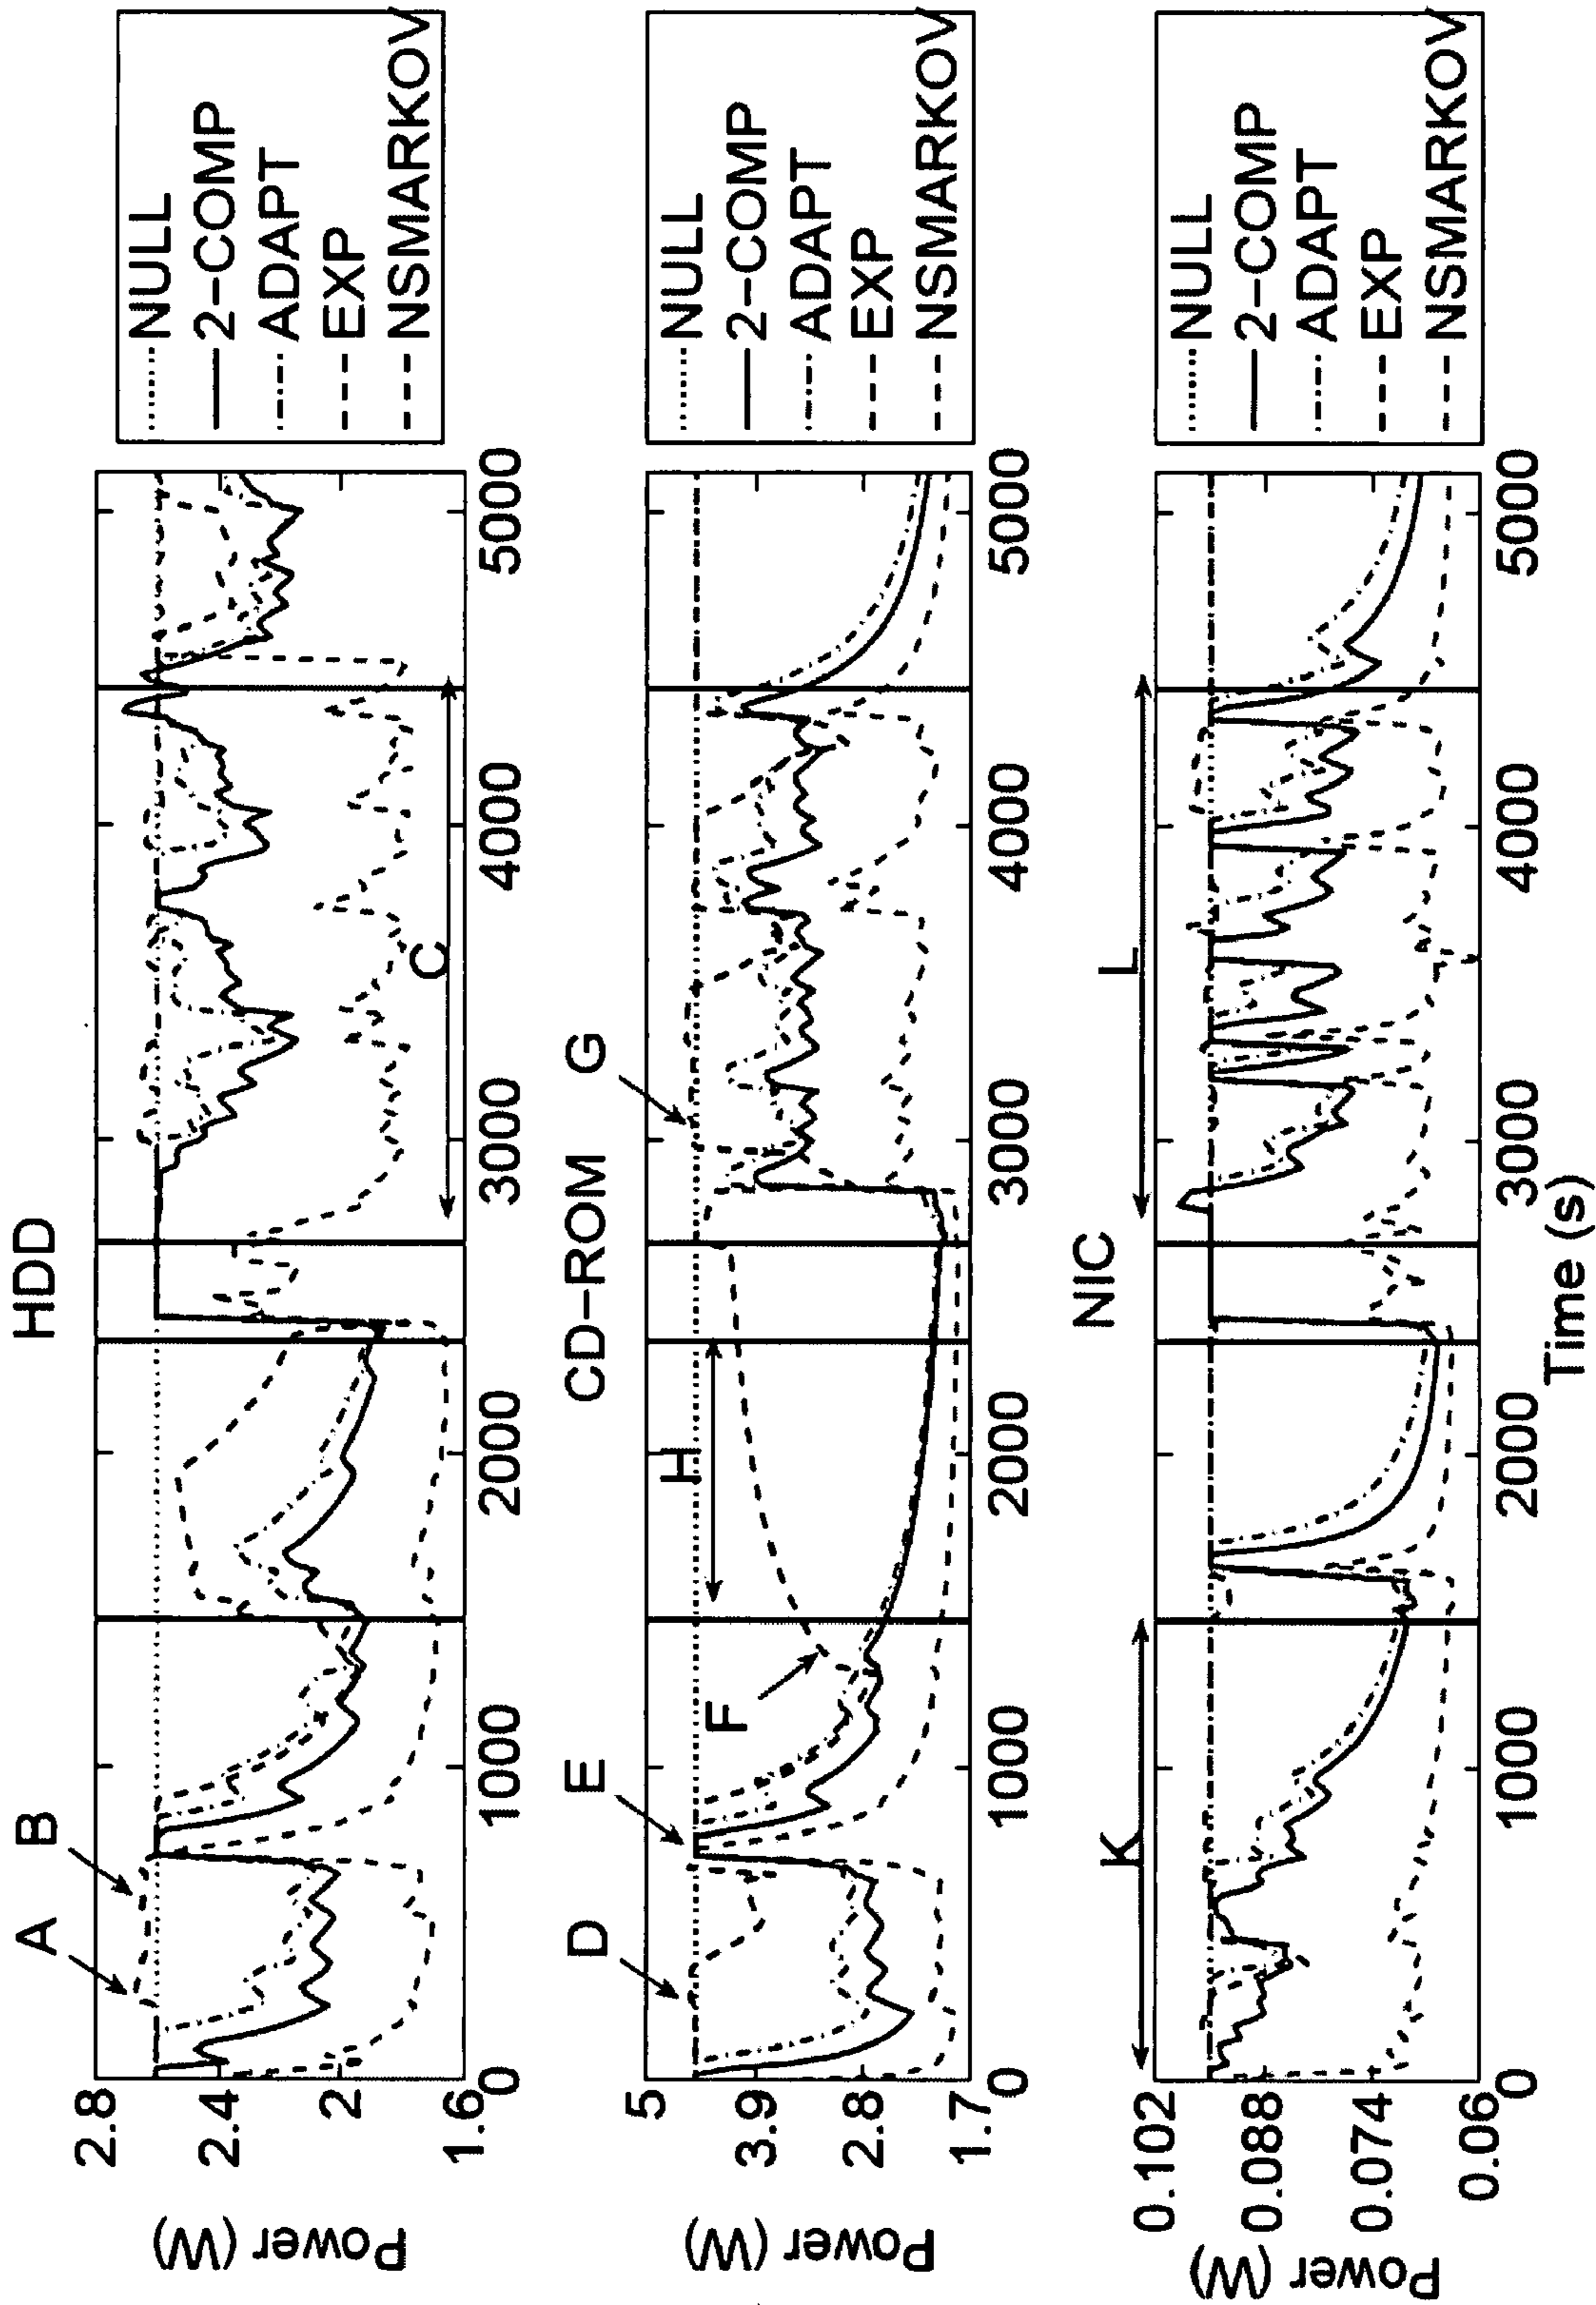 HDD
A B
C
Power (W)
2.8
2.4
2
1.6
0 1000 2000 3000 4000 5000
NULL
2-COMP
ADAPT
EXP
NSMARKOV
CD-ROM
D E F H G
Power (W)
5
3.9
2.8
1.7
0 1000 2000 3000 4000 5000
NULL
2-COMP
ADAPT
EXP
NSMARKOV
NIC
K L
Power (W)
0.102
0.088
0.074
0.06
0 1000 2000 3000 4000 5000
Time (s)
NULL
2-COMP
ADAPT
EXP
NSMARKOV